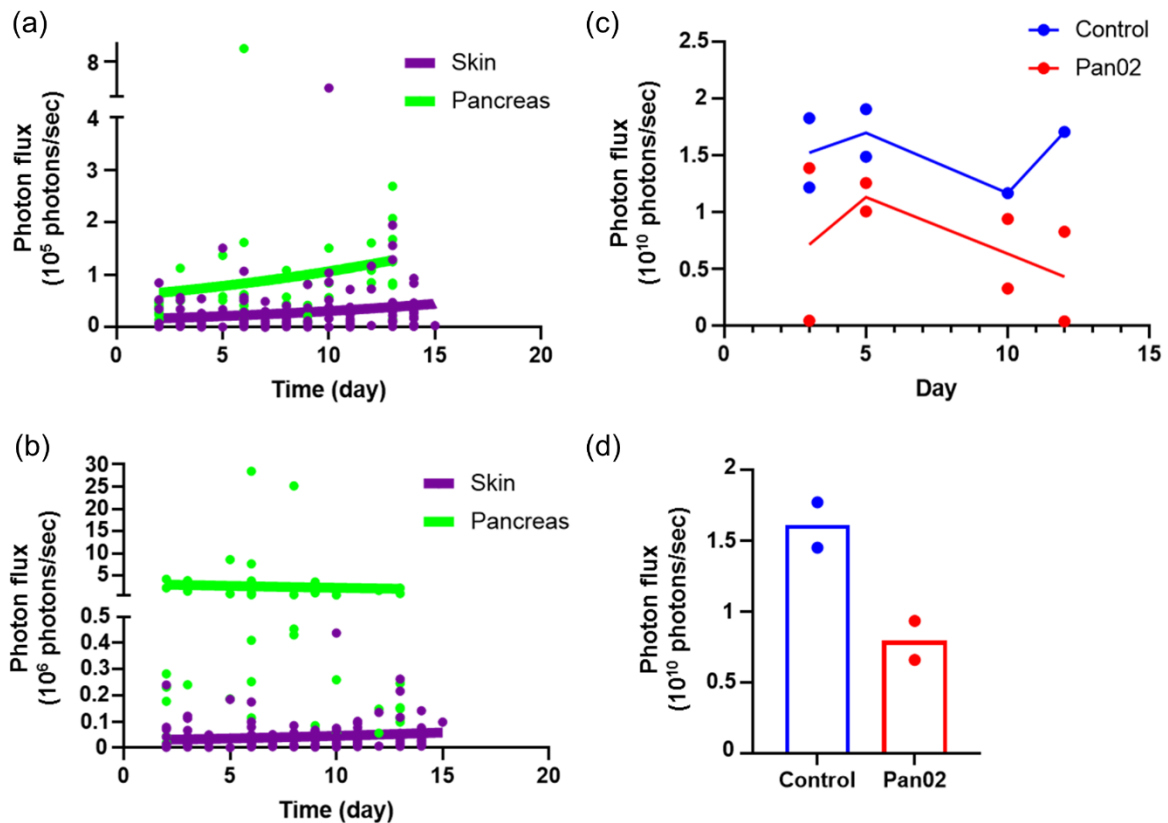 (a)
Photon flux
(10⁵ photons/sec)
8
4
3
2
1
0
0
5
10
15
20
Time (day)
Skin
Pancreas
(c)
Photon flux
(10¹⁰ photons/sec)
2.5
2
1.5
1
0.5
0
0
5
10
15
Day
Control
Pan02
(b)
Photon flux
(10⁶ photons/sec)
30
25
20
15
10
5
0.5
0.4
0.3
0.2
0.1
0
0
5
10
15
20
Time (day)
Skin
Pancreas
(d)
Photon flux
(10¹⁰ photons/sec)
2
1.5
1
0.5
0
Control
Pan02